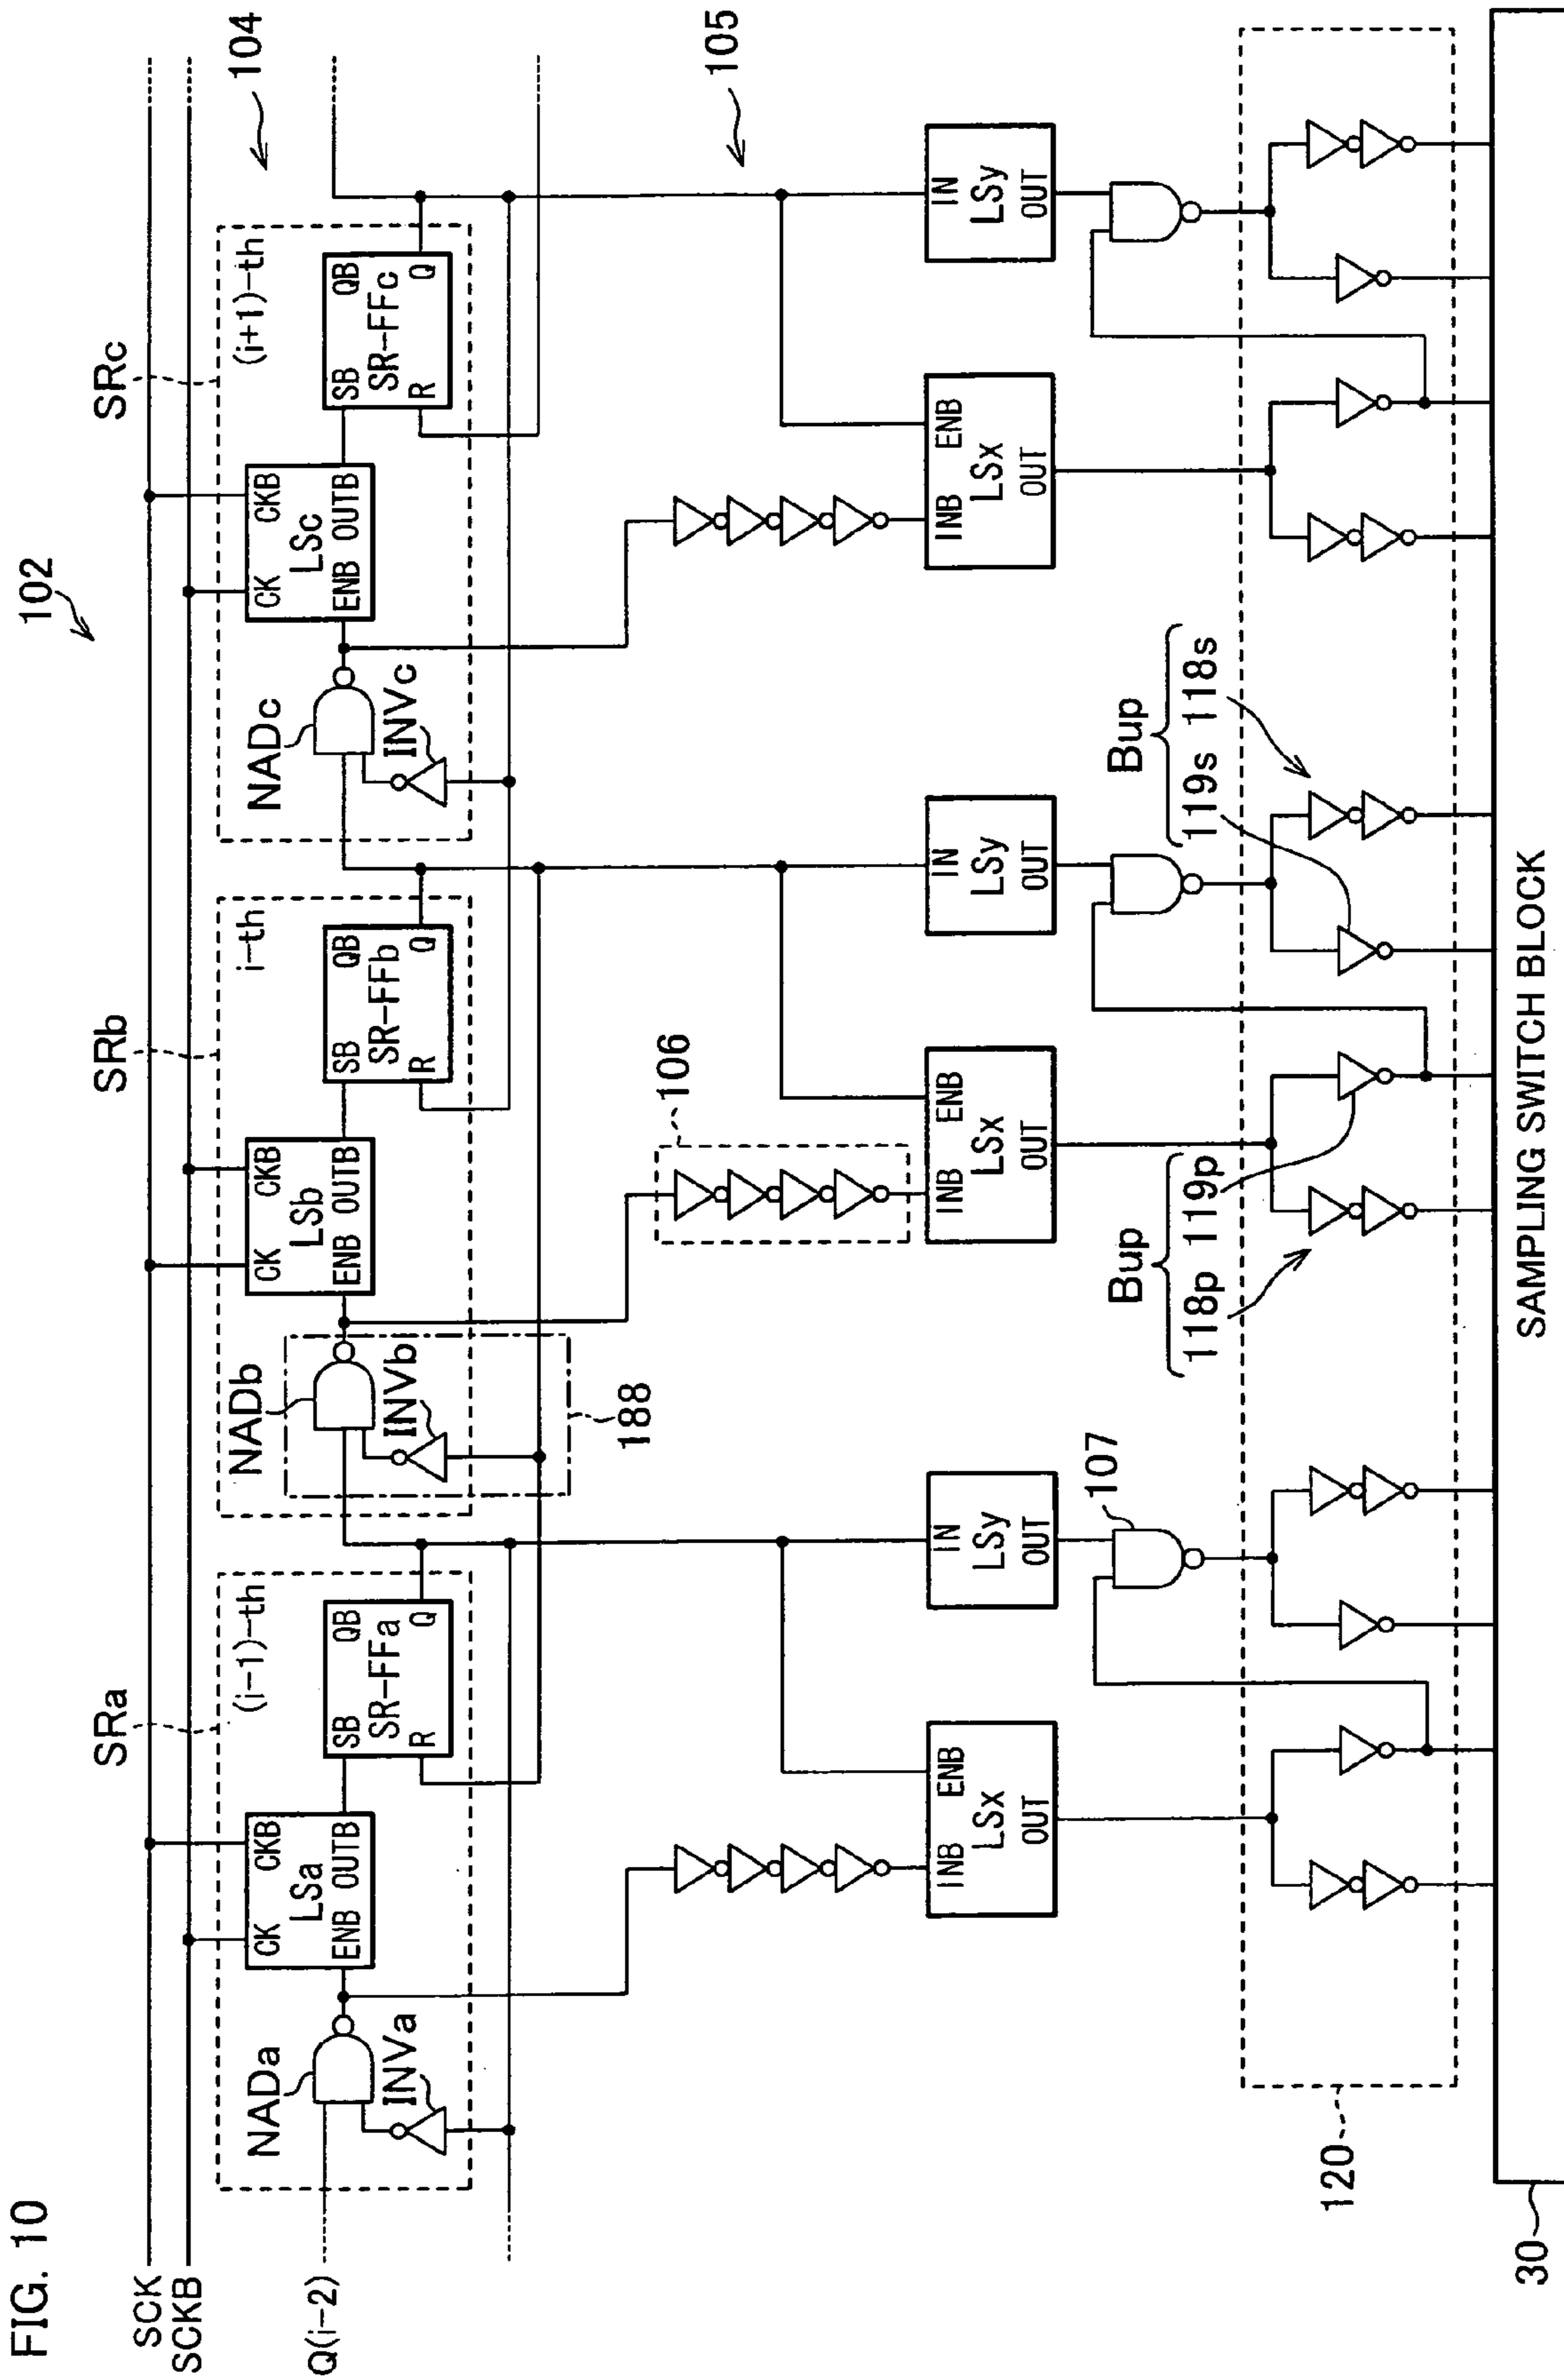 FIG. 10
102
SCK
SCKB
Q(i-2)
104
105
SRa
(i-1)-th
NADa
INVa
CK CKB
LSa
ENB OUTB
SB QB
SR-FFa
R Q
SRb
i-th
NADb
INVb
188
CK CKB
LSb
ENB OUTB
SB QB
SR-FFb
R Q
SRc
(i+1)-th
NADc
INVc
CK CKB
LSc
ENB OUTB
SB QB
SR-FFc
R Q
106
INB ENB
LSx
OUT
IN
LSy
OUT
107
INB ENB
LSx
OUT
IN
LSy
OUT
INB ENB
LSx
OUT
IN
LSy
OUT
Bup
118p 119p
Bup
119s 118s
120
30
SAMPLING SWITCH BLOCK